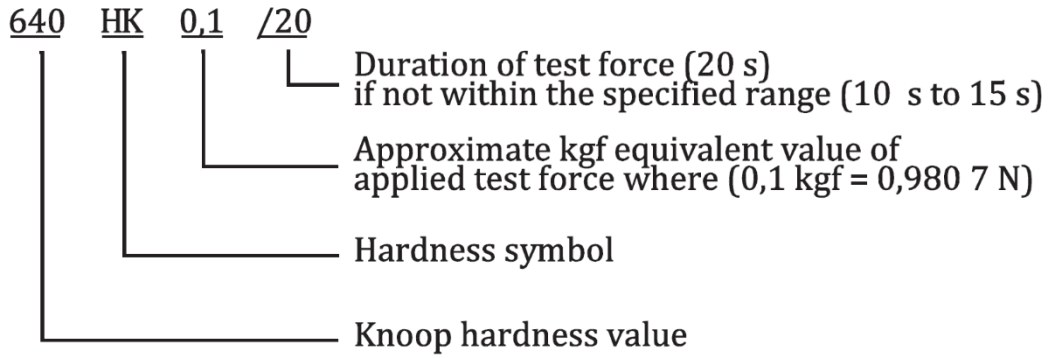 640 HK 0,1 /20
Duration of test force (20 s)
if not within the specified range (10 s to 15 s)
Approximate kgf equivalent value of
applied test force where (0,1 kgf = 0,980 7 N)
Hardness symbol
Knoop hardness value